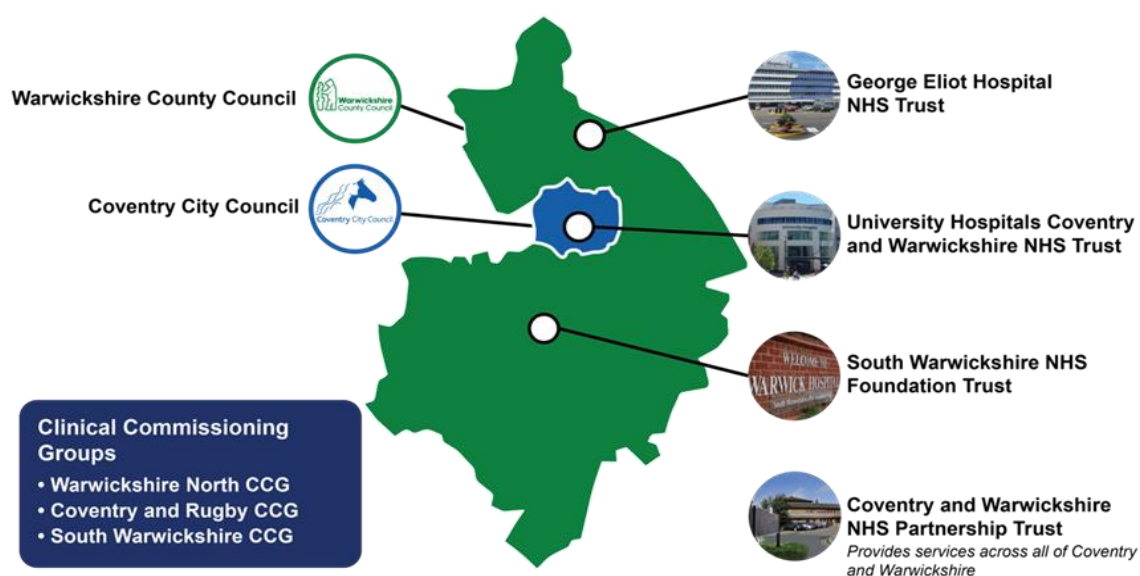 Warwickshire County Council
Warwickshire
County Council
Coventry City Council
Coventry City Council
George Eliot Hospital
NHS Trust
University Hospitals Coventry
and Warwickshire NHS Trust
WELCOME
WARWICK HOSPITAL
South Warwickshire NHS
Foundation Trust
Coventry and Warwickshire
NHS Partnership Trust
Provides services across all of Coventry
and Warwickshire
Clinical Commissioning
Groups
• Warwickshire North CCG
• Coventry and Rugby CCG
• South Warwickshire CCG